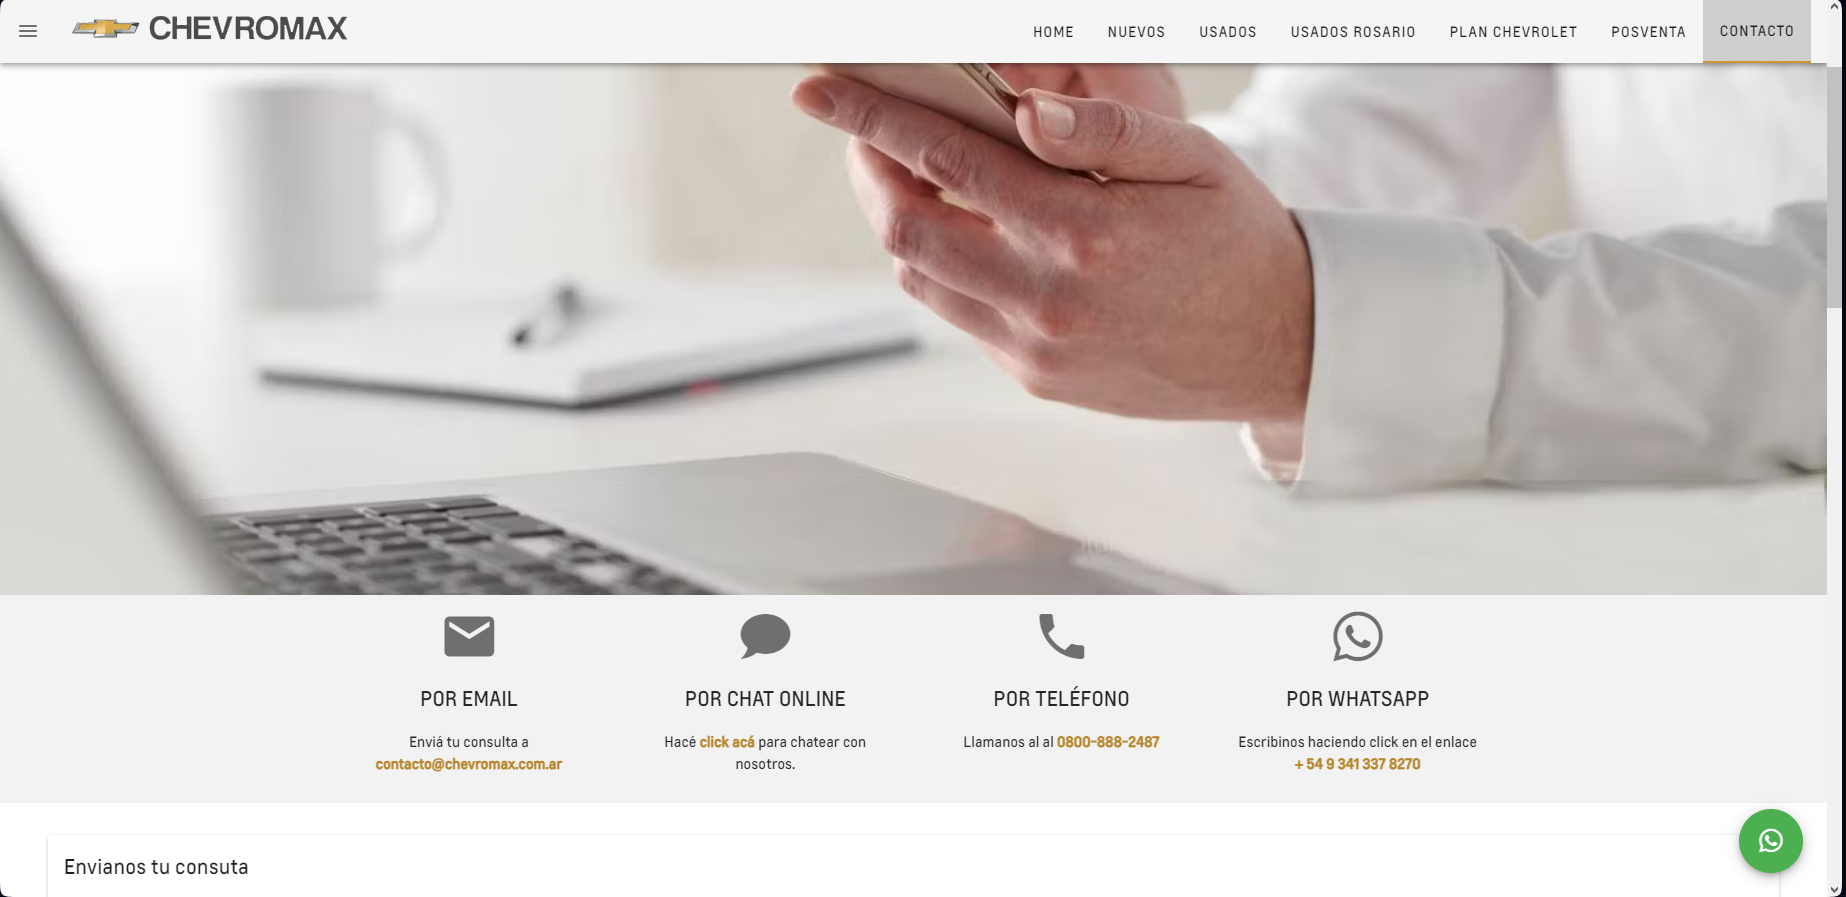 CHEVROMAX
HOME NUEVOS USADOS USADOS ROSARIO PLAN CHEVROLET POSVENTA CONTACTO
POR EMAIL
Enviá tu consulta a
contacto@chevromax.com.ar
POR CHAT ONLINE
Hacé click acá para chatear con
nosotros.
POR TELÉFONO
Llamanos al al 0800-888-2487
POR WHATSAPP
Escribinos haciendo click en el enlace
+ 54 9 341 337 8270
Envianos tu consuta